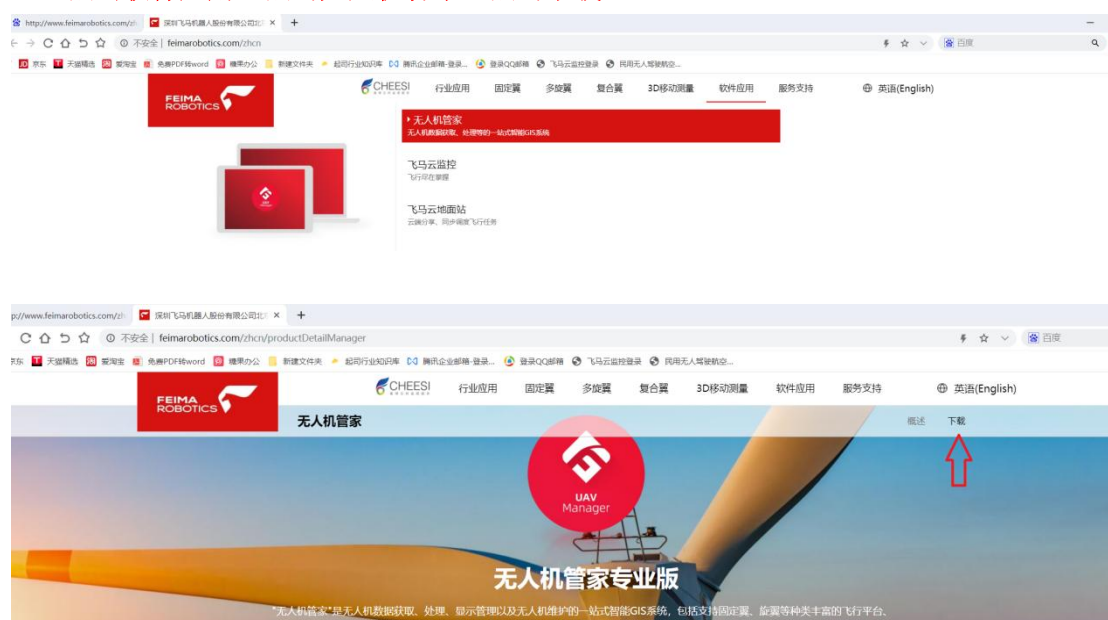 http://www.feimarobotics.com/zh
深圳飞马机器人股份有限公司北
不安全 | feimarobotics.com/zhcn
百度
京东 天猫精选 爱淘宝 免费PDF转word 糖果办公 新建文件夹 起司行业知识库 腾讯企业邮箱-登录... 登录QQ邮箱 飞马云监控登录 民用无人驾驶航空...
FEIMA ROBOTICS
CHEESI 行业应用 固定翼 多旋翼 复合翼 3D移动测量 软件应用 服务支持 英语(English)
无人机管家
无人机数据获取、处理等的一站式智能GIS系统
飞马云监控
飞行尽在掌握
飞马云地面站
云端分享、同步调度飞行任务
p://www.feimarobotics.com/zh
深圳飞马机器人股份有限公司北
不安全 | feimarobotics.com/zhcn/productDetailManager
百度
京东 天猫精选 爱淘宝 免费PDF转word 糖果办公 新建文件夹 起司行业知识库 腾讯企业邮箱-登录... 登录QQ邮箱 飞马云监控登录 民用无人驾驶航空...
FEIMA ROBOTICS
CHEESI 行业应用 固定翼 多旋翼 复合翼 3D移动测量 软件应用 服务支持 英语(English)
无人机管家 概述 下载
UAV
Manager
无人机管家专业版
"无人机管家"是无人机数据获取、处理、显示管理以及无人机维护的一站式智能GIS系统，包括支持固定翼、旋翼等种类丰富的飞行平台、